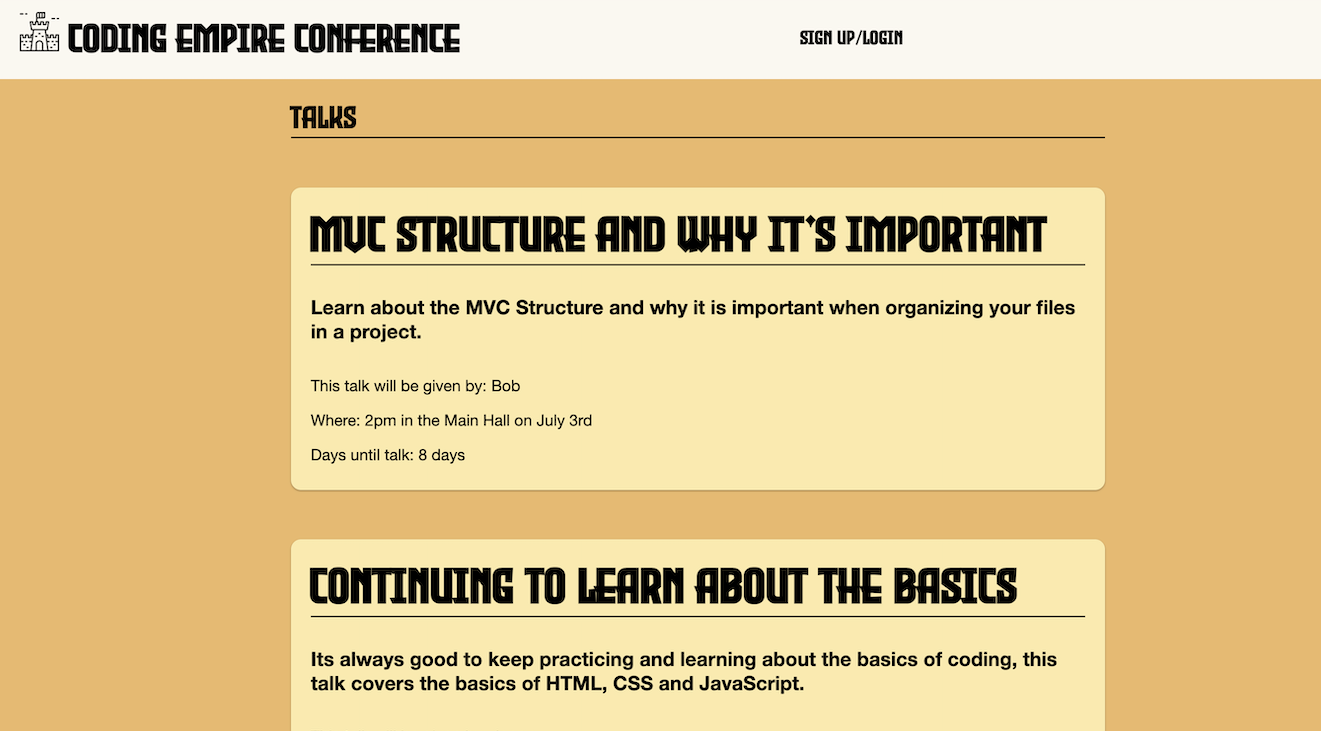 CODING EMPIRE CONFERENCE
SIGN UP/LOGIN
TALKS
MVC STRUCTURE AND WHY IT'S IMPORTANT
Learn about the MVC Structure and why it is important when organizing your files
in a project.
This talk will be given by: Bob
Where: 2pm in the Main Hall on July 3rd
Days until talk: 8 days
CONTINUING TO LEARN ABOUT THE BASICS
Its always good to keep practicing and learning about the basics of coding, this
talk covers the basics of HTML, CSS and JavaScript.